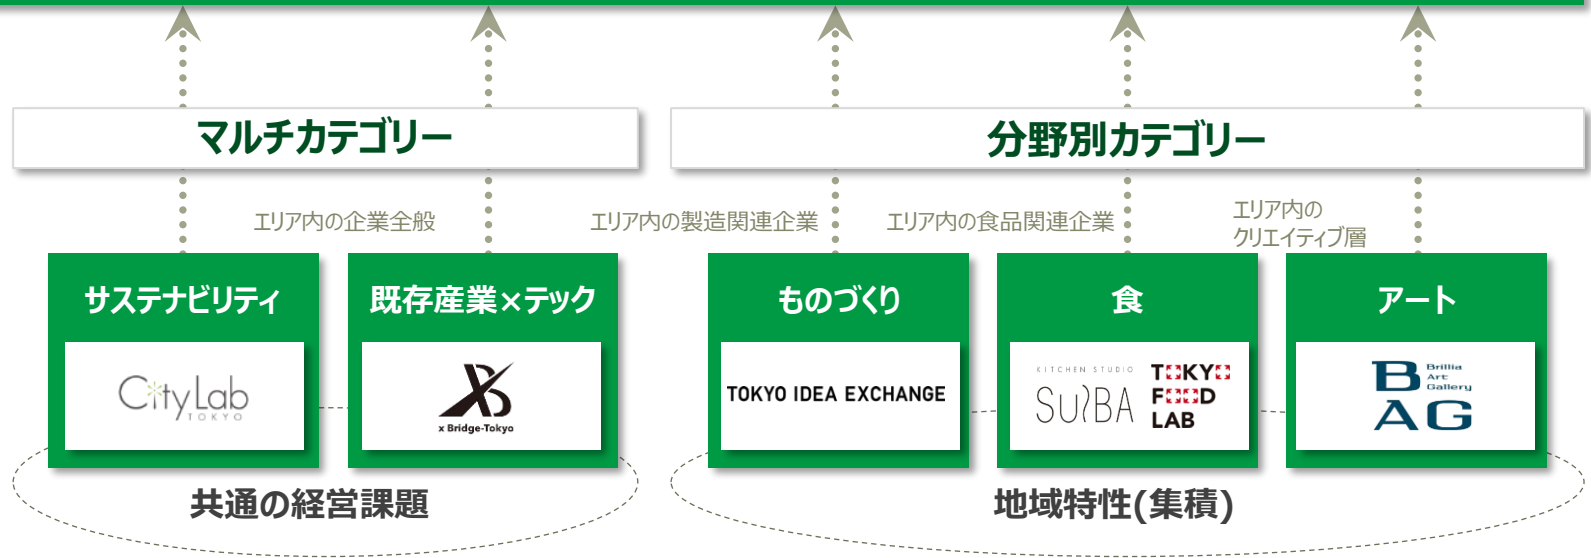 マルチカテゴリー
分野別カテゴリー
エリア内の企業全般
エリア内の製造関連企業
エリア内の食品関連企業
エリア内の
クリエイティブ層
サステナビリティ
既存産業×テック
ものづくり
食
アート
CityLab
TOKYO
x Bridge-Tokyo
TOKYO IDEA EXCHANGE
KITCHEN STUDIO
SUIBA
TOKYO
FOOD
LAB
Brillia
Art
Gallery
BAG
共通の経営課題
地域特性(集積)